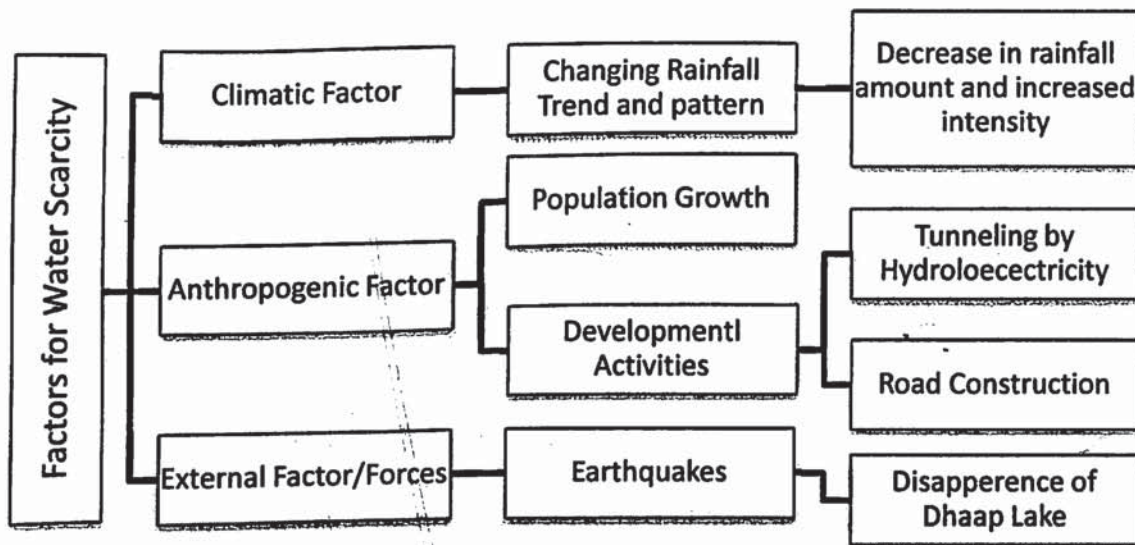 Factors for Water Scarcity
Climatic Factor
Changing Rainfall
Trend and pattern
Decrease in rainfall
amount and increased
intensity
Anthropogenic Factor
Population Growth
Developmentl
Activities
Tunneling by
Hydroloecectricity
Road Construction
External Factor/Forces
Earthquakes
Disapperence of
Dhaap Lake